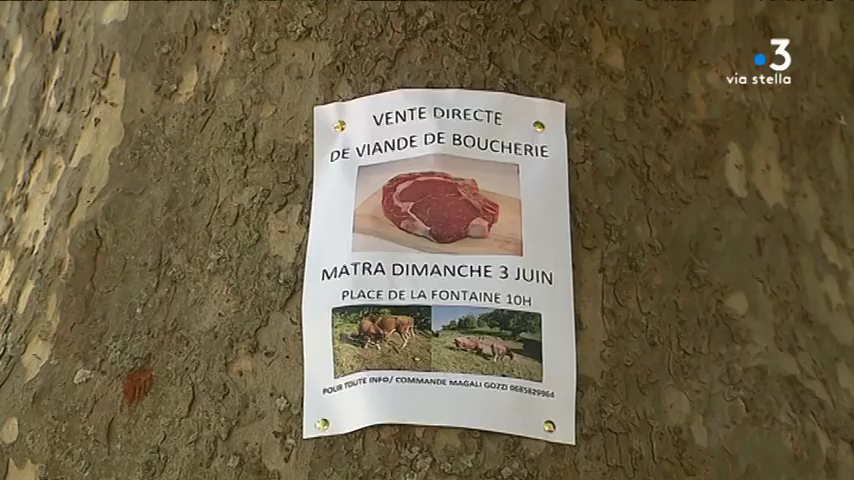 3
via stella
VENTE DIRECTE
DE VIANDE DE BOUCHERIE
MATRA DIMANCHE 3 JUIN
PLACE DE LA FONTAINE 10H
POUR TOUTE INFO/ COMMANDE MAGALI GOZZI 0685829964